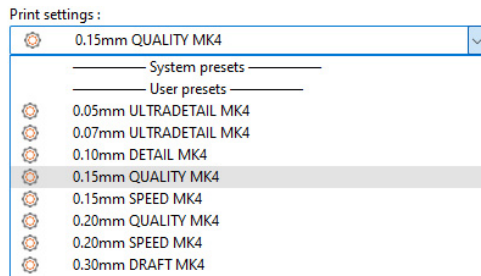 Print settings :
0.15mm QUALITY MK4
System presets
User presets
0.05mm ULTRADETAIL MK4
0.07mm ULTRADETAIL MK4
0.10mm DETAIL MK4
0.15mm QUALITY MK4
0.15mm SPEED MK4
0.20mm QUALITY MK4
0.20mm SPEED MK4
0.30mm DRAFT MK4